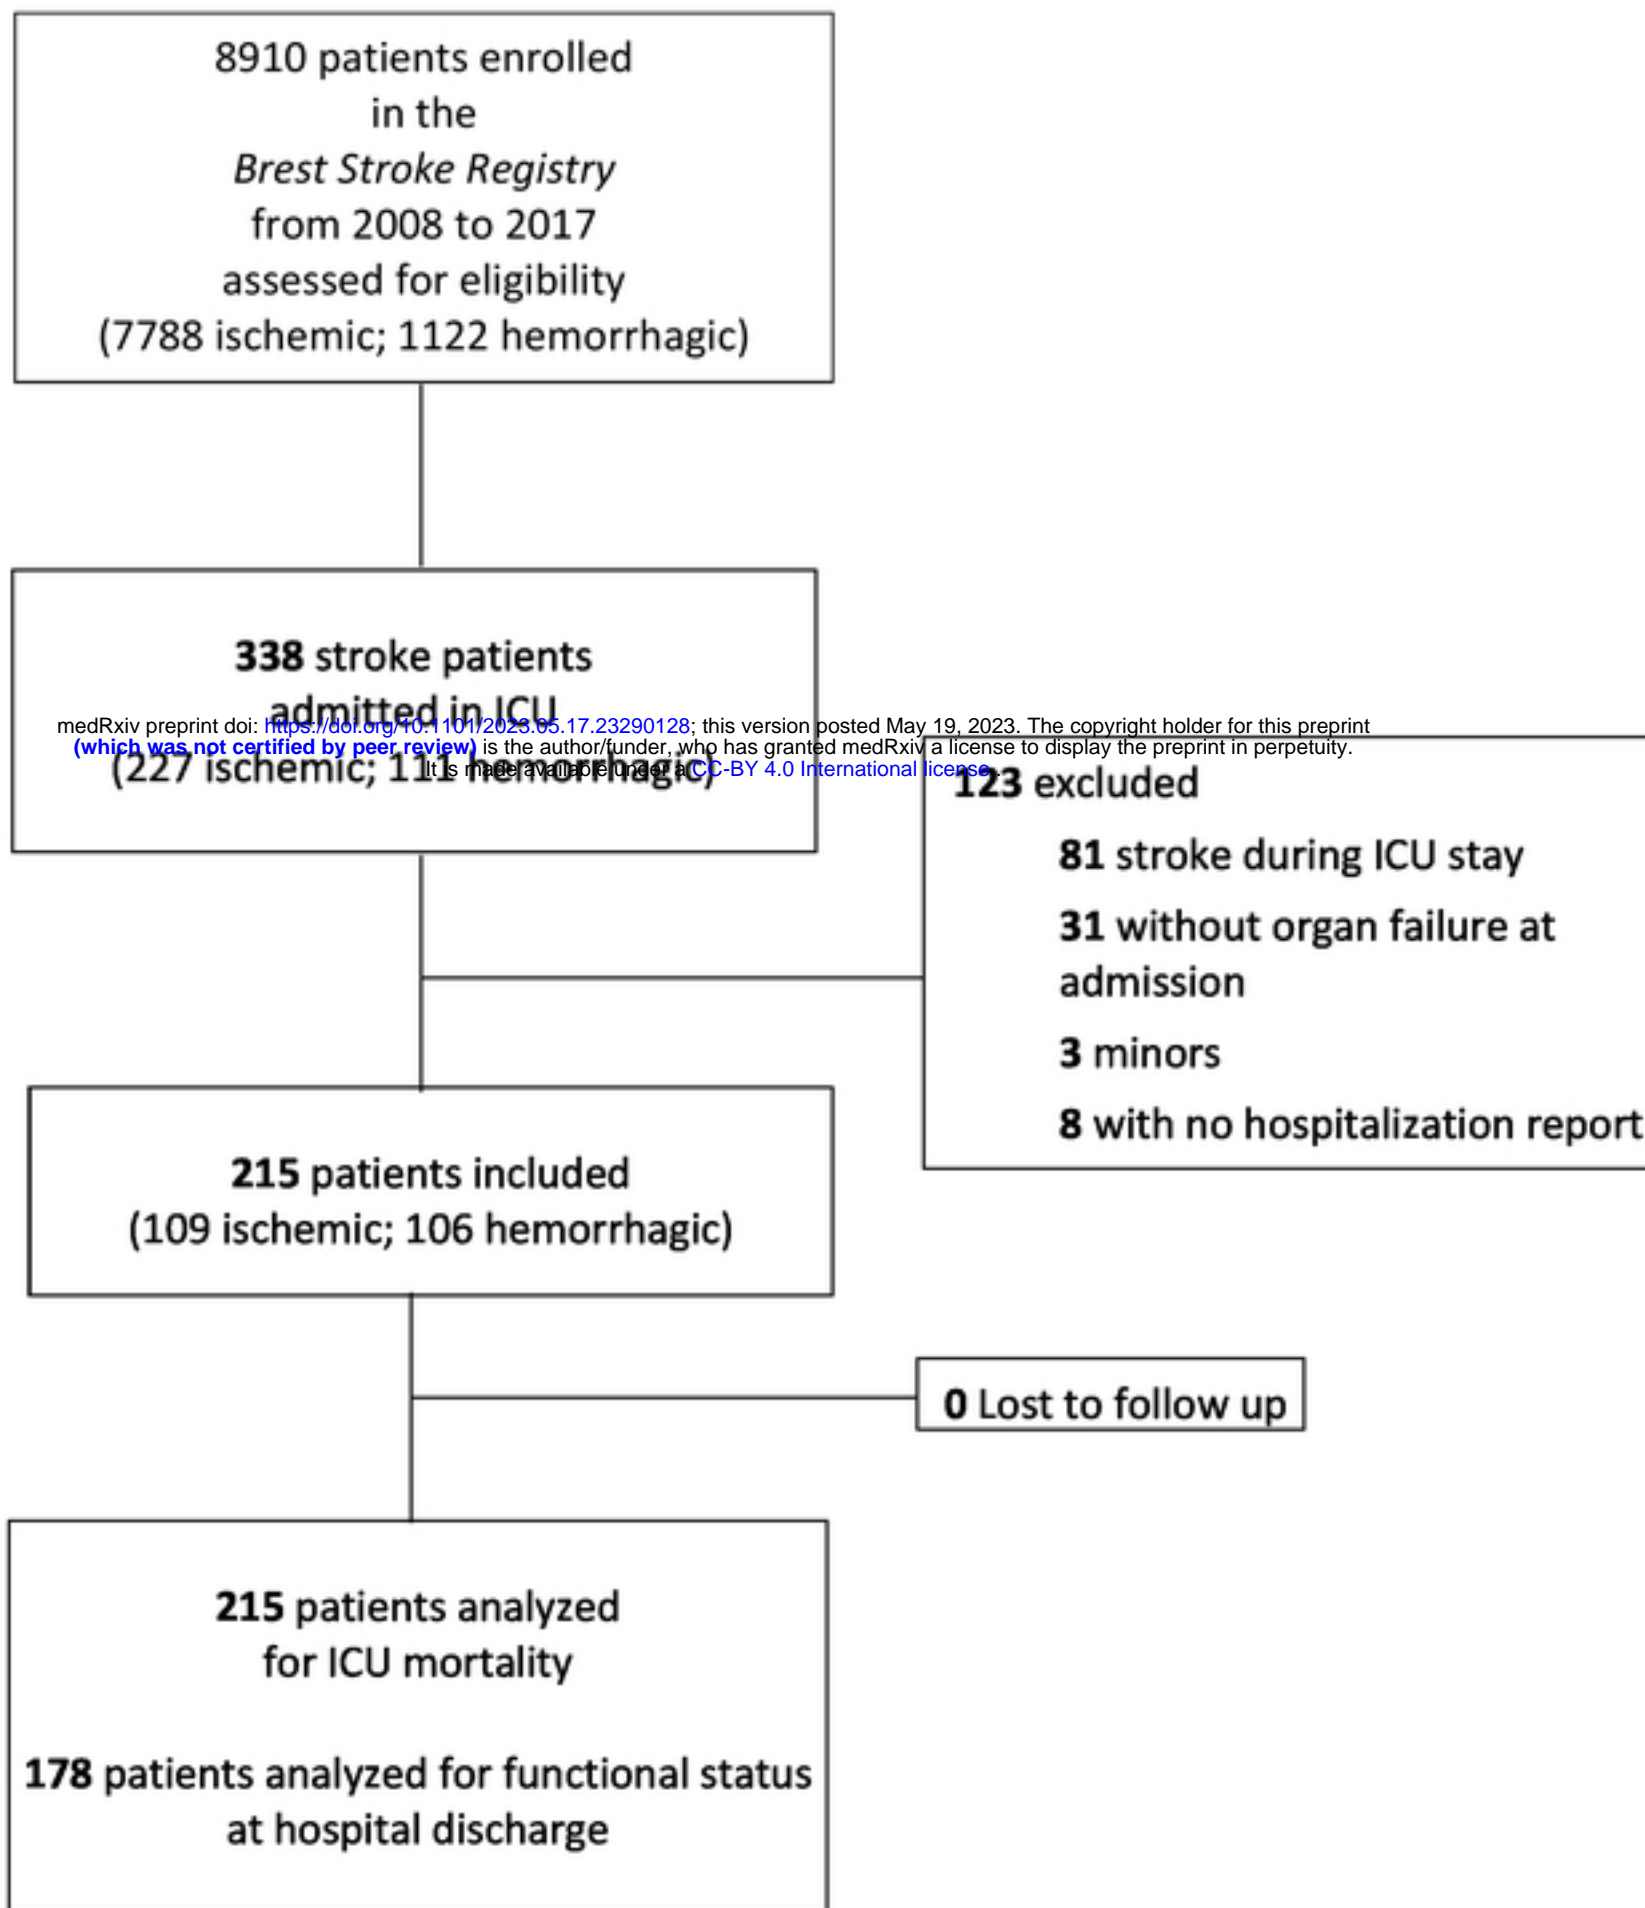 8910 patients enrolled
in the
Brest Stroke Registry
from 2008 to 2017
assessed for eligibility
(7788 ischemic; 1122 hemorrhagic)
338 stroke patients
admitted in ICU
(227 ischemic; 111 hemorrhagic)
medRxiv preprint doi: https://doi.org/10.1101/2023.05.17.23290128; this version posted May 19, 2023. The copyright holder for this preprint
(which was not certified by peer review) is the author/funder, who has granted medRxiv a license to display the preprint in perpetuity.
It is made available under a CC-BY 4.0 International license .
123 excluded
81 stroke during ICU stay
31 without organ failure at
admission
3 minors
8 with no hospitalization report
215 patients included
(109 ischemic; 106 hemorrhagic)
0 Lost to follow up
215 patients analyzed
for ICU mortality
178 patients analyzed for functional status
at hospital discharge